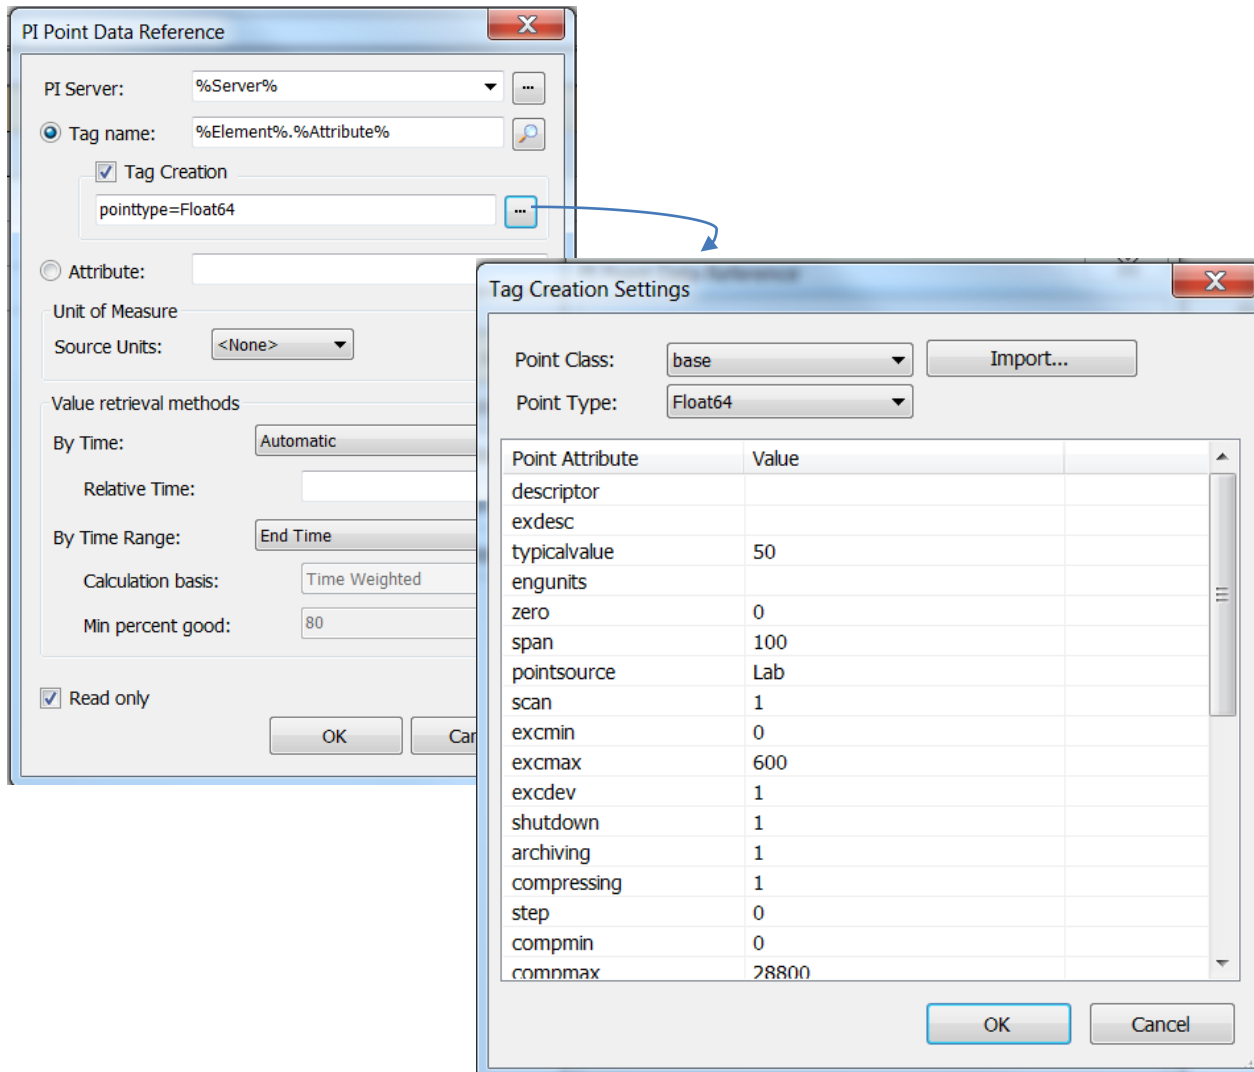 PI Point Data Reference
PI Server: %Server% ...
Tag name: %Element%.%Attribute%
Tag Creation
pointtype=Float64 ...
Attribute:
Unit of Measure
Source Units: <None>
Value retrieval methods
By Time: Automatic
Relative Time:
By Time Range: End Time
Calculation basis: Time Weighted
Min percent good: 80
Read only
OK Can
Tag Creation Settings
Point Class: base Import...
Point Type: Float64
Point Attribute Value
descriptor
exdesc
typicalvalue 50
engunits
zero 0
span 100
pointsource Lab
scan 1
excmin 0
excmax 600
excdev 1
shutdown 1
archiving 1
compressing 1
step 0
compmin 0
compmax 28800
OK Cancel